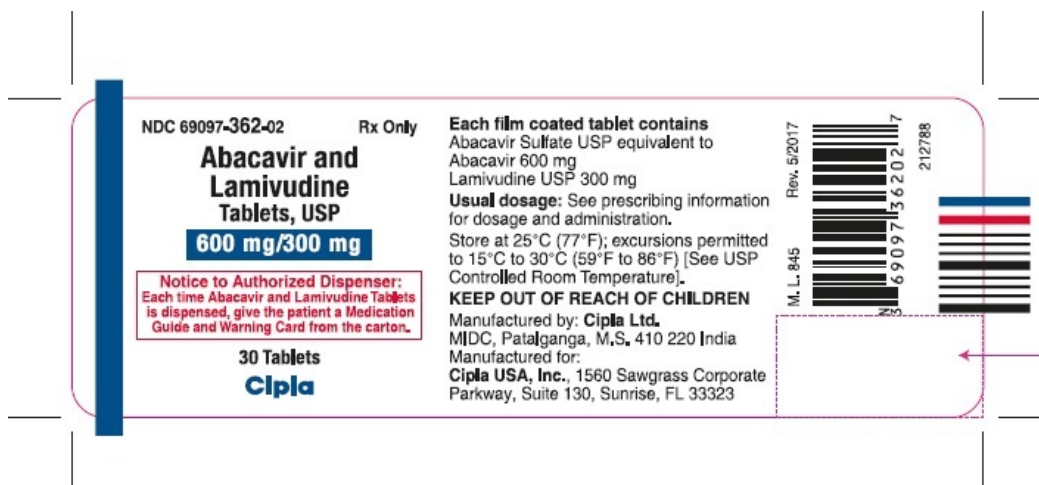 NDC 69097-362-02 Rx Only
Abacavir and
Lamivudine
Tablets, USP
600 mg/300 mg
Notice to Authorized Dispenser:
Each time Abacavir and Lamivudine Tablets
is dispensed, give the patient a Medication
Guide and Warning Card from the carton.
30 Tablets
Cipla
Each film coated tablet contains
Abacavir Sulfate USP equivalent to
Abacavir 600 mg
Lamivudine USP 300 mg
Usual dosage: See prescribing information
for dosage and administration.
Store at 25°C (77°F); excursions permitted
to 15°C to 30°C (59°F to 86°F) [See USP
Controlled Room Temperature].
KEEP OUT OF REACH OF CHILDREN
Manufactured by: Cipla Ltd.
MIDC, Patalganga, M.S. 410 220 India
Manufactured for:
Cipla USA, Inc., 1560 Sawgrass Corporate
Parkway, Suite 130, Sunrise, FL 33323
M. L. 845 Rev. 5/2017
N
3 69097 36202 7
212788